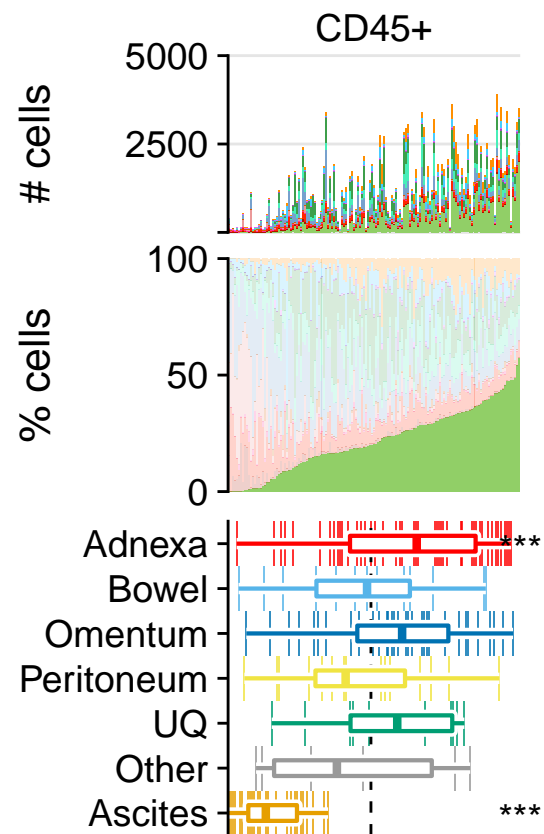 CD45+
5000
2500
# cells
100
50
0
% cells
Adnexa ***
Bowel
Omentum
Peritoneum
UQ
Other
Ascites ***